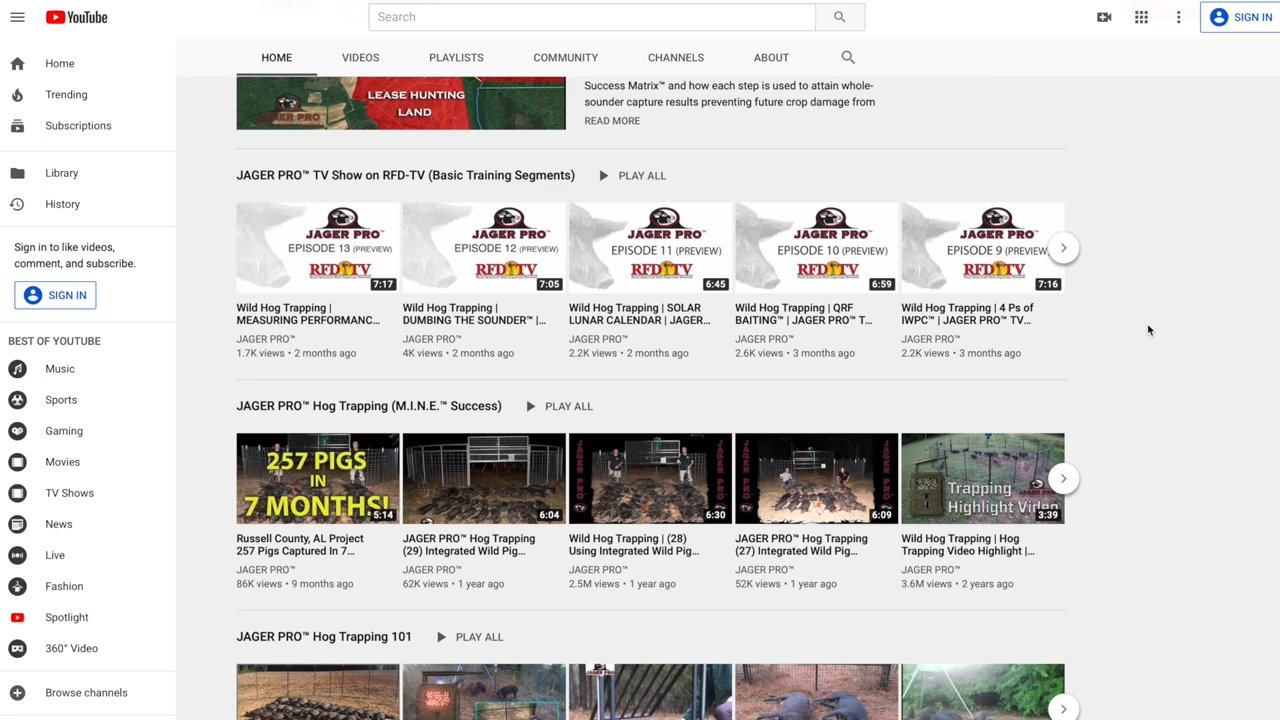 YouTube
Search
SIGN IN
HOME
VIDEOS
PLAYLISTS
COMMUNITY
CHANNELS
ABOUT
Home
Trending
Subscriptions
Library
History
Sign in to like videos,
comment, and subscribe.
SIGN IN
BEST OF YOUTUBE
Music
Sports
Gaming
Movies
TV Shows
News
Live
Fashion
Spotlight
360° Video
Browse channels
LEASE HUNTING
LAND
JAGER PRO
Success Matrix™ and how each step is used to attain whole-
sounder capture results preventing future crop damage from
READ MORE
JAGER PRO™ TV Show on RFD-TV (Basic Training Segments)
PLAY ALL
JAGER PRO
EPISODE 13 (PREVIEW)
RFD TV
7:17
Wild Hog Trapping |
MEASURING PERFORMANC...
JAGER PRO™
1.7K views • 2 months ago
JAGER PRO
EPISODE 12 (PREVIEW)
RFD TV
7:05
Wild Hog Trapping |
DUMBING THE SOUNDER™ |...
JAGER PRO™
4K views • 2 months ago
JAGER PRO
EPISODE 11 (PREVIEW)
RFD TV
6:45
Wild Hog Trapping | SOLAR
LUNAR CALENDAR | JAGER...
JAGER PRO™
2.2K views • 2 months ago
JAGER PRO
EPISODE 10 (PREVIEW)
RFD TV
6:59
Wild Hog Trapping | QRF
BAITING™ | JAGER PRO™ T...
JAGER PRO™
2.6K views • 3 months ago
JAGER PRO
EPISODE 9 (PREVIEW)
RFD TV
7:16
Wild Hog Trapping | 4 Ps of
IWPC™ | JAGER PRO™ TV...
JAGER PRO™
2.2K views • 3 months ago
JAGER PRO™ Hog Trapping (M.I.N.E.™ Success)
PLAY ALL
257 PIGS
IN
7 MONTHS!
5:14
Russell County, AL Project
257 Pigs Captured In 7...
JAGER PRO™
86K views • 9 months ago
6:04
JAGER PRO™ Hog Trapping
(29) Integrated Wild Pig...
JAGER PRO™
62K views • 1 year ago
JAGER PRO
JAGER PRO
6:30
Wild Hog Trapping | (28)
Using Integrated Wild Pig...
JAGER PRO™
2.5M views • 1 year ago
JAGER PRO
JAGER PRO
6:09
JAGER PRO™ Hog Trapping
(27) Integrated Wild Pig...
JAGER PRO™
52K views • 1 year ago
Trapping
Highlight Video
3:39
Wild Hog Trapping | Hog
Trapping Video Highlight |...
JAGER PRO™
3.6M views • 2 years ago
JAGER PRO™ Hog Trapping 101
PLAY ALL
JAGER PRO